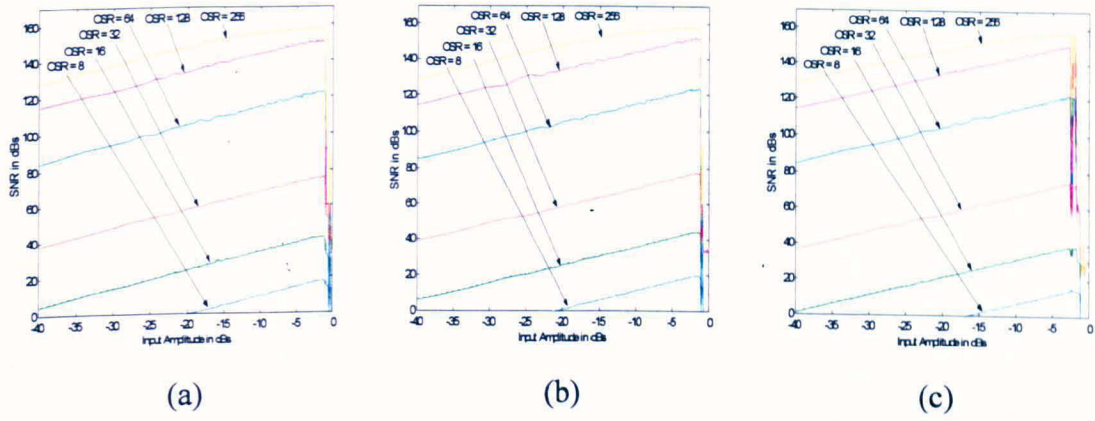 OSR = 64 OSR = 128 OSR = 256
OSR = 32
OSR = 16
OSR = 8
160
140
120
100
80
60
40
20
0
SNR in dBs
-40 -35 -30 -25 -20 -15 -10 -5 0
Input Amplitude in dBs
(a)
OSR = 64 OSR = 128 OSR = 256
OSR = 32
OSR = 16
OSR = 8
160
140
120
100
80
60
40
20
0
SNR in dBs
-40 -35 -30 -25 -20 -15 -10 -5 0
Input Amplitude in dBs
(b)
OSR = 64 OSR = 128 OSR = 256
OSR = 32
OSR = 16
OSR = 8
160
140
120
100
80
60
40
20
0
SNR in dBs
-40 -35 -30 -25 -20 -15 -10 -5 0
Input Amplitude in dBs
(c)